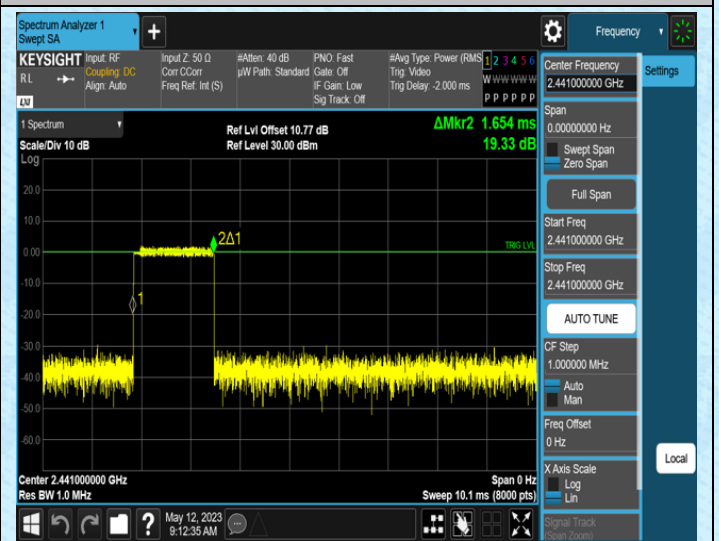 Spectrum Analyzer 1
Swept SA
Frequency
KEYSIGHT
RL
LXI
Input: RF
Coupling: DC
Align: Auto
Input Z: 50 Ω
Corr CCorr
Freq Ref: Int (S)
#Atten: 40 dB
µW Path: Standard
PNO: Fast
Gate: Off
IF Gain: Low
Sig Track: Off
#Avg Type: Power (RMS
Trig: Video
Trig Delay: -2.000 ms
1 2 3 4 5 6
W W W W W W
P P P P P P
Center Frequency
2.441000000 GHz
Settings
1 Spectrum
Scale/Div 10 dB
Log
Ref Lvl Offset 10.77 dB
Ref Level 30.00 dBm
ΔMkr2 1.654 ms
19.33 dB
20.0
10.0
0.00
-10.0
-20.0
-30.0
-40.0
-50.0
-60.0
2Δ1
1
TRIG LVL
Center 2.441000000 GHz
Res BW 1.0 MHz
Span 0 Hz
Sweep 10.1 ms (8000 pts)
Span
0.00000000 Hz
Swept Span
Zero Span
Full Span
Start Freq
2.441000000 GHz
Stop Freq
2.441000000 GHz
AUTO TUNE
CF Step
1.000000 MHz
Auto
Man
Freq Offset
0 Hz
X Axis Scale
Log
Lin
Signal Track
(Span Zoom)
Local
?
May 12, 2023
9:12:35 AM